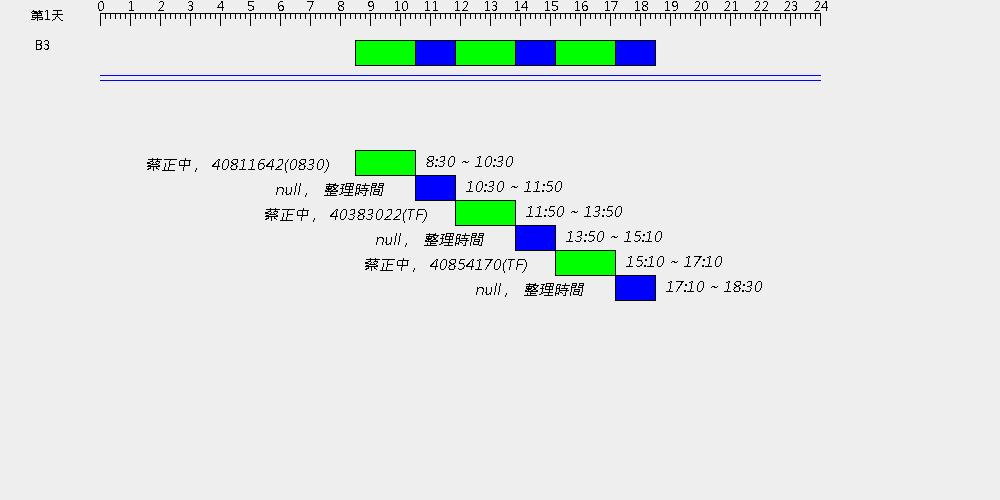 第1天 0 1 2 3 4 5 6 7 8 9 10 11 12 13 14 15 16 17 18 19 20 21 22 23 24
B3
蔡正中， 40811642(0830) 8:30 ~ 10:30
null， 整理時間 10:30 ~ 11:50
蔡正中， 40383022(TF) 11:50 ~ 13:50
null， 整理時間 13:50 ~ 15:10
蔡正中， 40854170(TF) 15:10 ~ 17:10
null， 整理時間 17:10 ~ 18:30